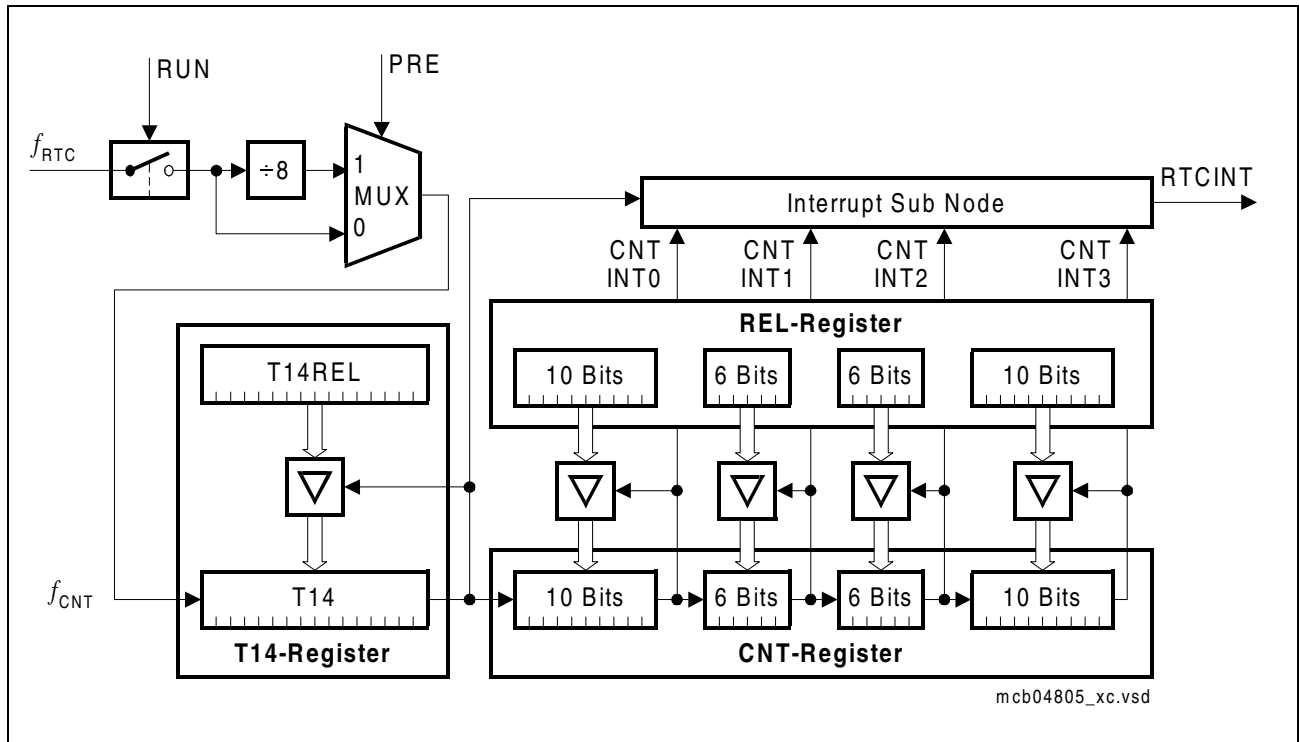 RUN
PRE
fRTC
÷8
1
MUX
0
RTCINT
Interrupt Sub Node
CNT INT0
CNT INT1
CNT INT2
CNT INT3
REL-Register
T14REL
10 Bits
6 Bits
6 Bits
10 Bits
fCNT
T14
10 Bits
6 Bits
6 Bits
10 Bits
T14-Register
CNT-Register
mcb04805_xc.vsd